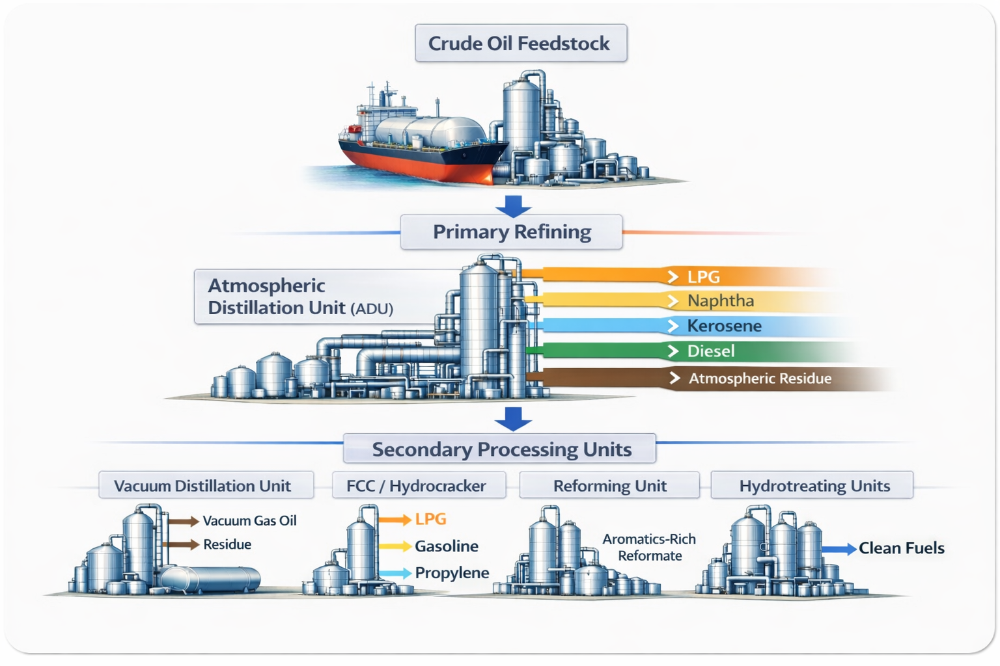 Crude Oil Feedstock
Primary Refining
Atmospheric
Distillation Unit (ADU)
LPG
Naphtha
Kerosene
Diesel
Atmospheric Residue
Secondary Processing Units
Vacuum Distillation Unit
Vacuum Gas Oil
Residue
FCC / Hydrocracker
LPG
Gasoline
Propylene
Reforming Unit
Aromatics-Rich
Reformate
Hydrotreating Units
Clean Fuels